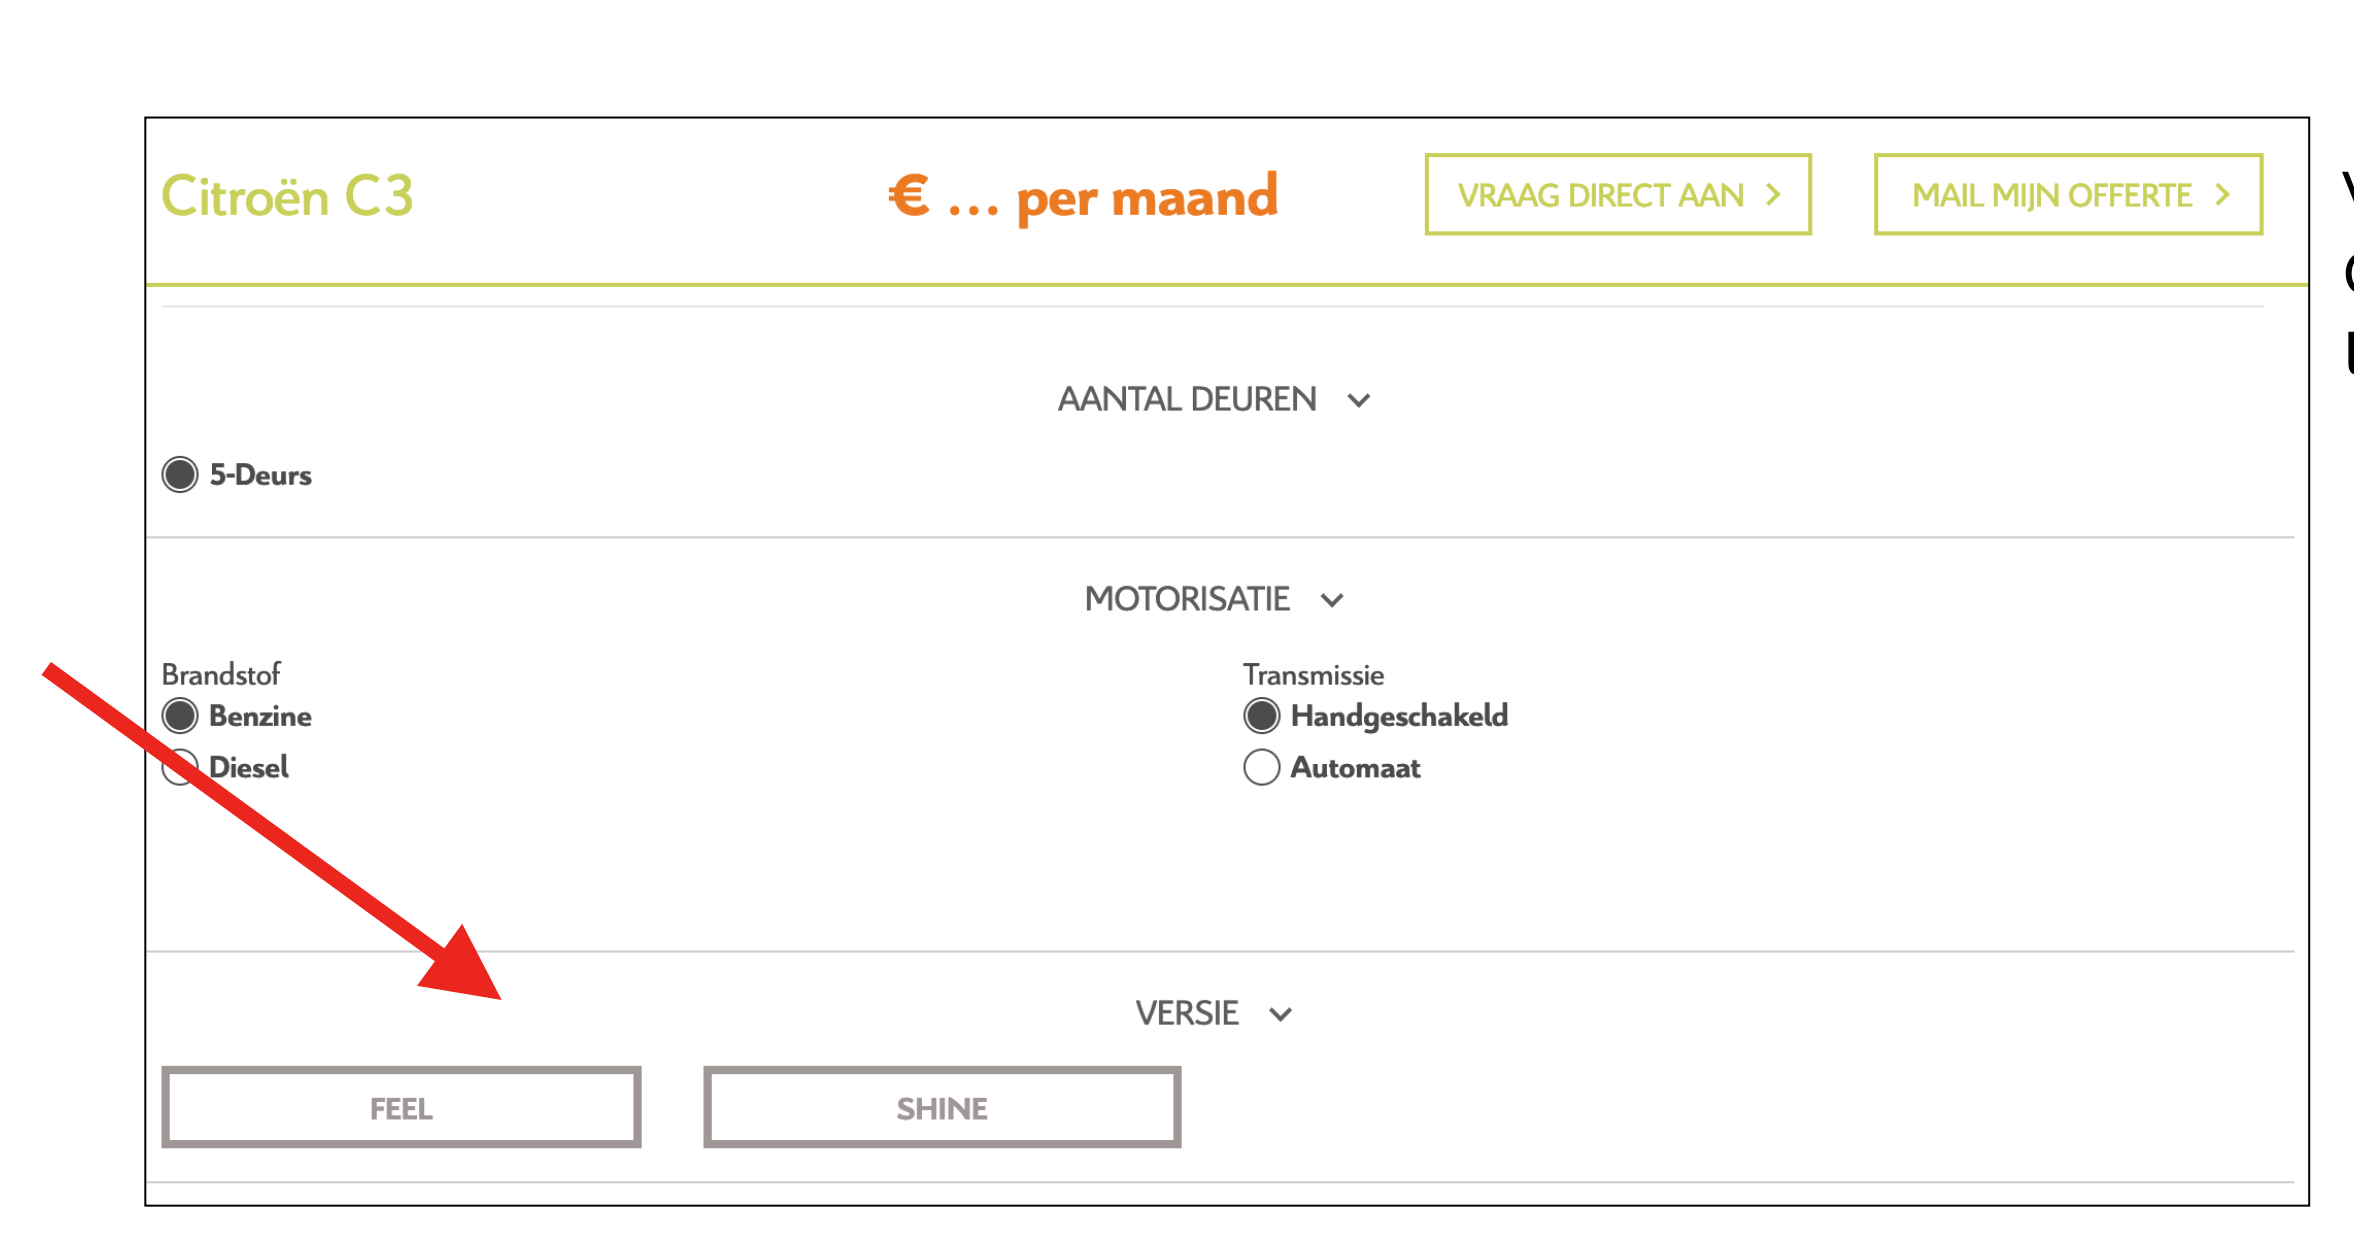 Citroën C3
€ ... per maand
VRAAG DIRECT AAN >
MAIL MIJN OFFERTE >
AANTAL DEUREN
5-Deurs
MOTORISATIE
Brandstof
Transmissie
Benzine
Handgeschakeld
Diesel
Automaat
VERSIE
FEEL
SHINE